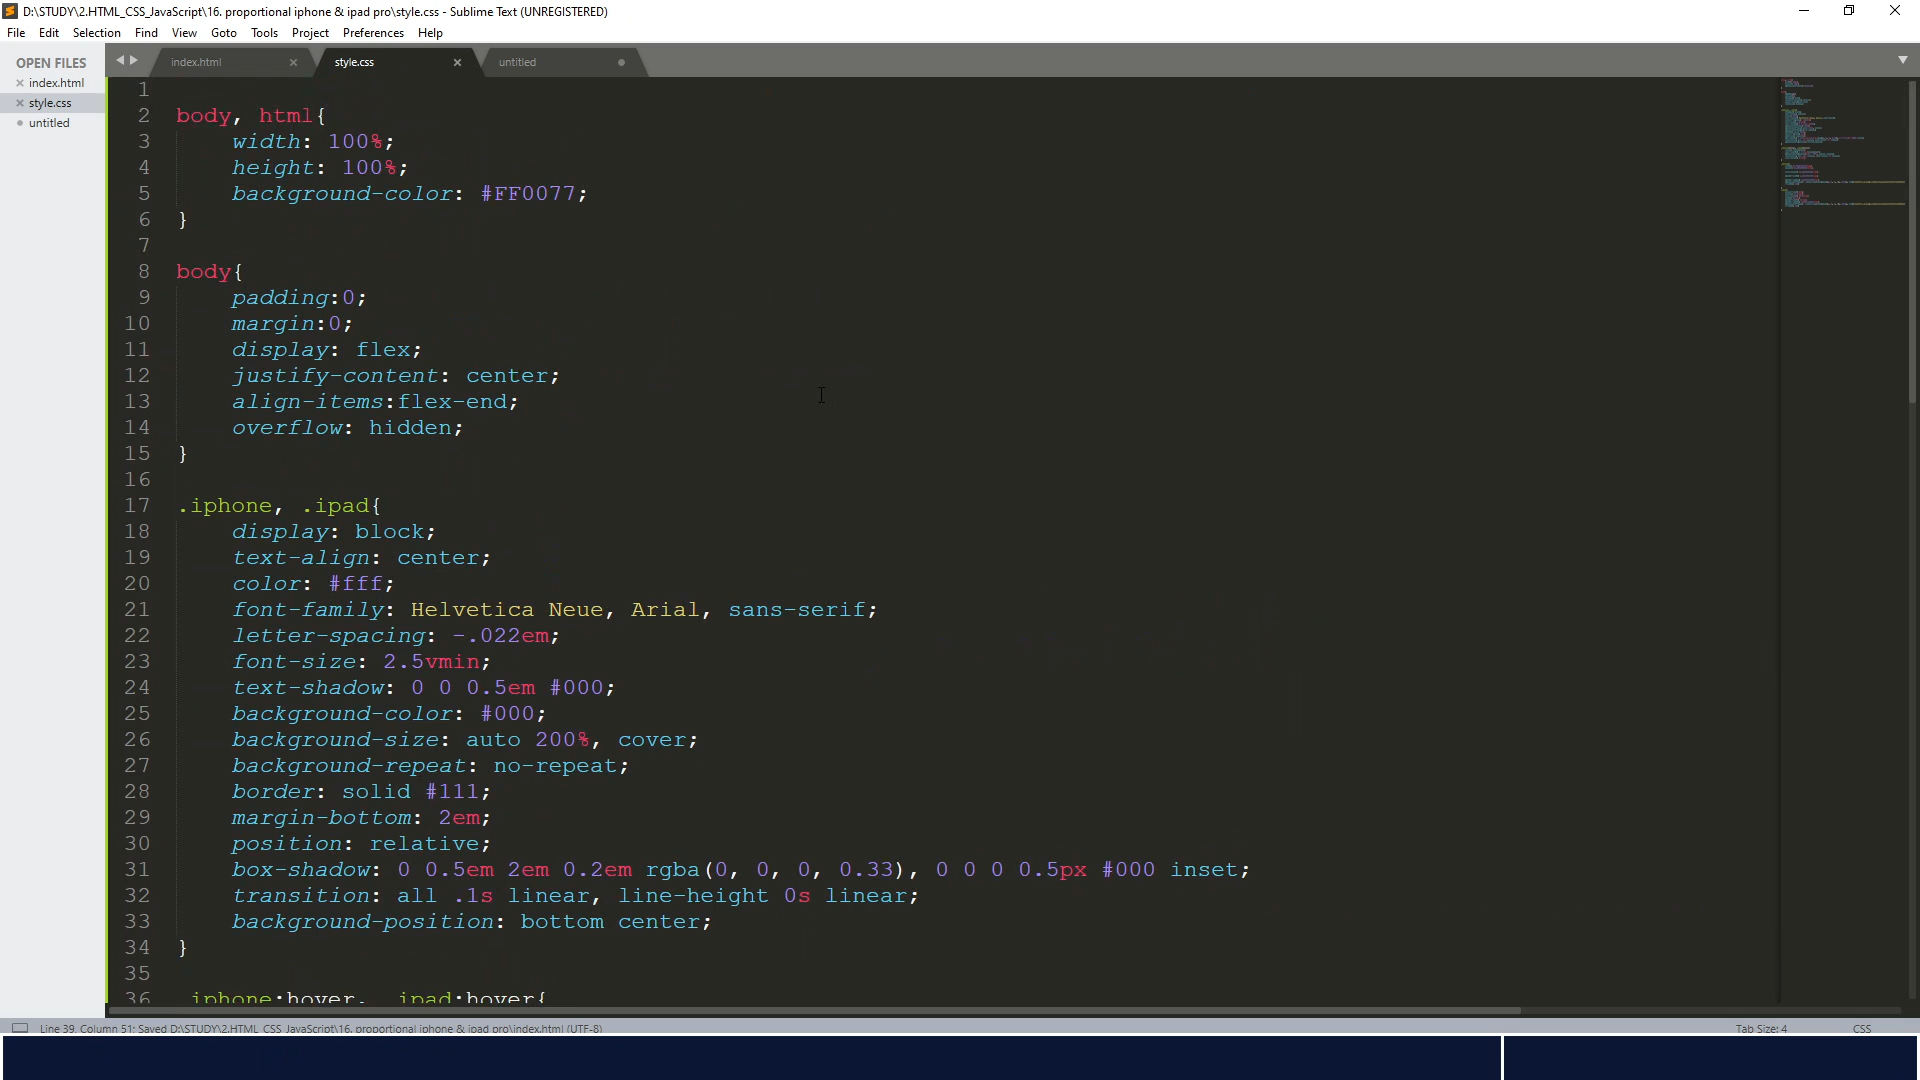 D:\STUDY\2.HTML_CSS_JavaScript\16. proportional iphone & ipad pro\style.css - Sublime Text (UNREGISTERED)
File Edit Selection Find View Goto Tools Project Preferences Help
OPEN FILES
index.html
style.css
untitled
index.html style.css untitled
1
2 body, html{
3 width: 100%;
4 height: 100%;
5 background-color: #FF0077;
6 }
7
8 body{
9 padding:0;
10 margin:0;
11 display: flex;
12 justify-content: center;
13 align-items:flex-end;
14 overflow: hidden;
15 }
16
17 .iphone, .ipad{
18 display: block;
19 text-align: center;
20 color: #fff;
21 font-family: Helvetica Neue, Arial, sans-serif;
22 letter-spacing: -.022em;
23 font-size: 2.5vmin;
24 text-shadow: 0 0 0.5em #000;
25 background-color: #000;
26 background-size: auto 200%, cover;
27 background-repeat: no-repeat;
28 border: solid #111;
29 margin-bottom: 2em;
30 position: relative;
31 box-shadow: 0 0.5em 2em 0.2em rgba(0, 0, 0, 0.33), 0 0 0 0.5px #000 inset;
32 transition: all .1s linear, line-height 0s linear;
33 background-position: bottom center;
34 }
35
36 .iphone:hover, .ipad:hover{
Line 39, Column 51; Saved D:\STUDY\2.HTML_CSS_JavaScript\16. proportional iphone & ipad pro\index.html (UTF-8) Tab Size: 4 CSS